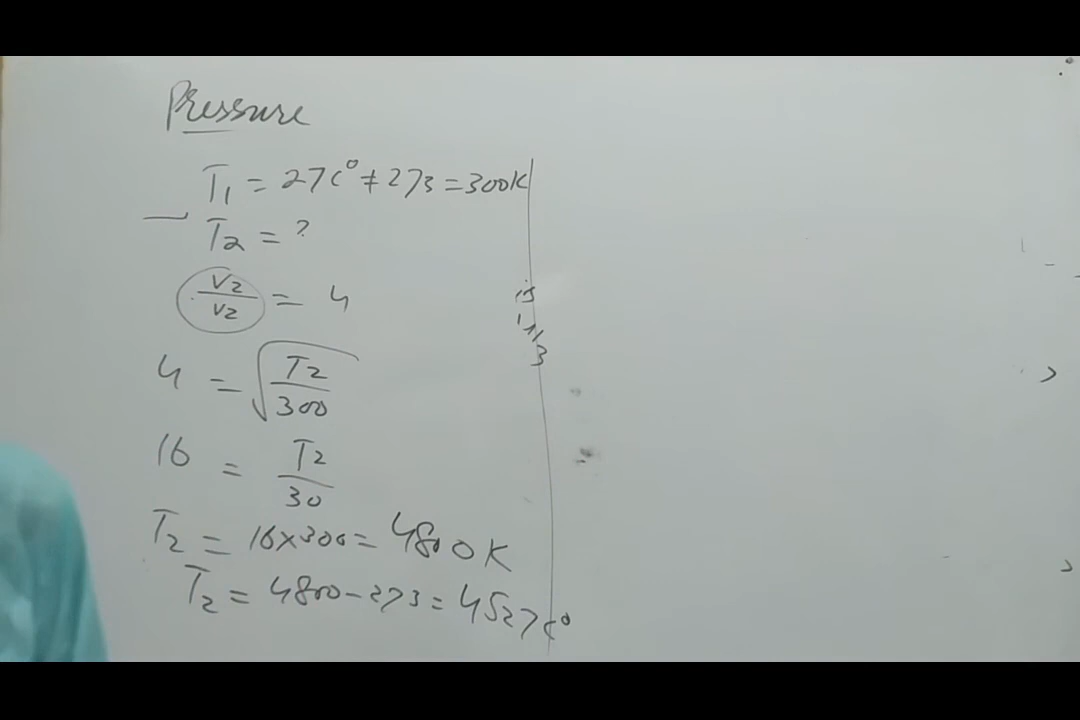 Pressure
T₁ = 27C° + 273 = 300K
T₂ = ?
V₂/V₂ = 4
4 = √(T₂/300)
16 = T₂/30
T₂ = 16×300 = 4800K
T₂ = 4800 - 273 = 4527C°